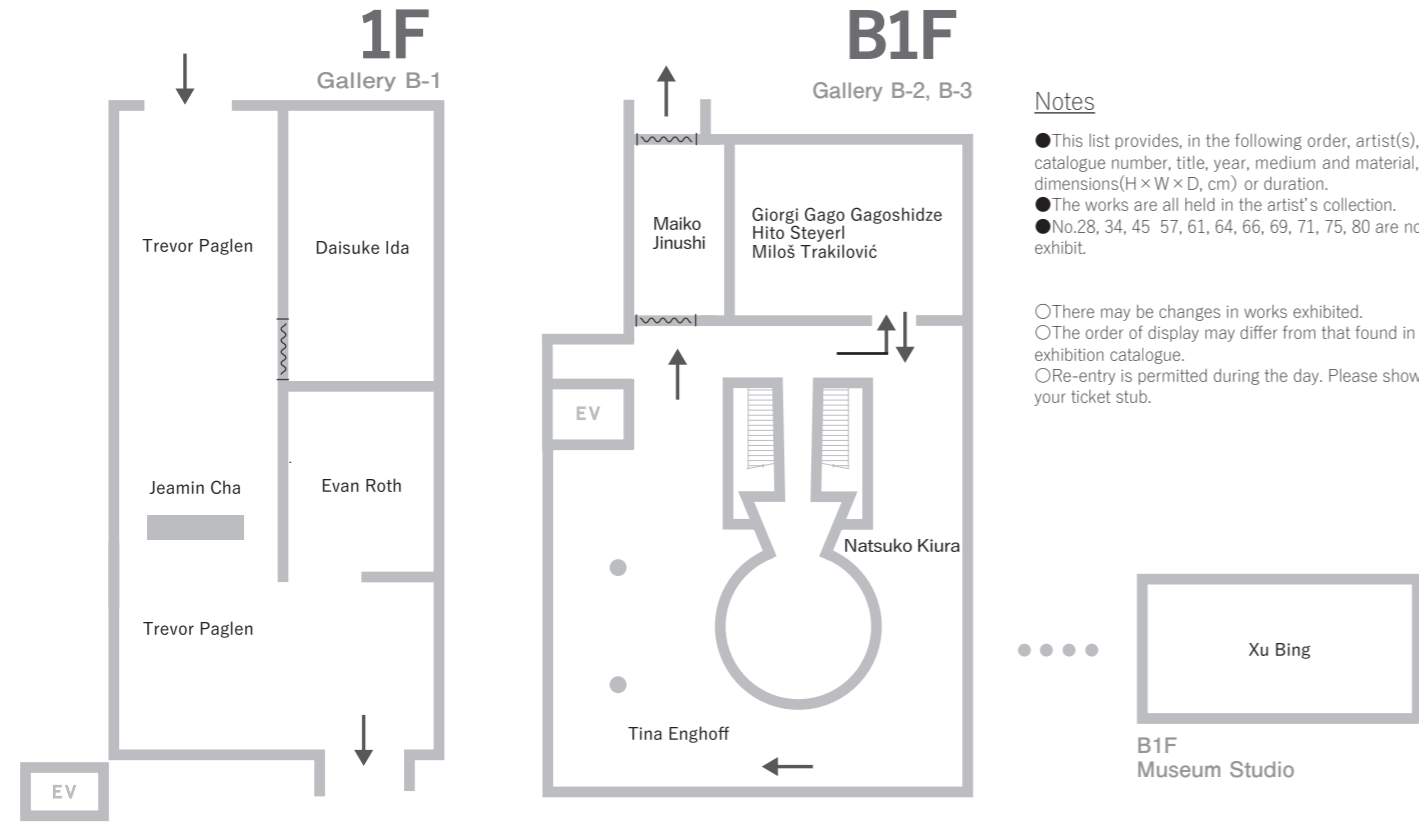 1F
Gallery B-1
Trevor Paglen
Daisuke Ida
Jeamin Cha
Evan Roth
Trevor Paglen
EV
B1F
Gallery B-2, B-3
Maiko
Jinushi
Giorgi Gago Gagoshidze
Hito Steyerl
Miloš Trakilović
EV
Natsuko Kiura
Tina Enghoff
Notes
●This list provides, in the following order, artist(s),
catalogue number, title, year, medium and material,
dimensions(H×W×D, cm) or duration.
●The works are all held in the artist's collection.
●No.28, 34, 45 57, 61, 64, 66, 69, 71, 75, 80 are no
exhibit.
○There may be changes in works exhibited.
○The order of display may differ from that found in
exhibition catalogue.
○Re-entry is permitted during the day. Please show
your ticket stub.
Xu Bing
B1F
Museum Studio